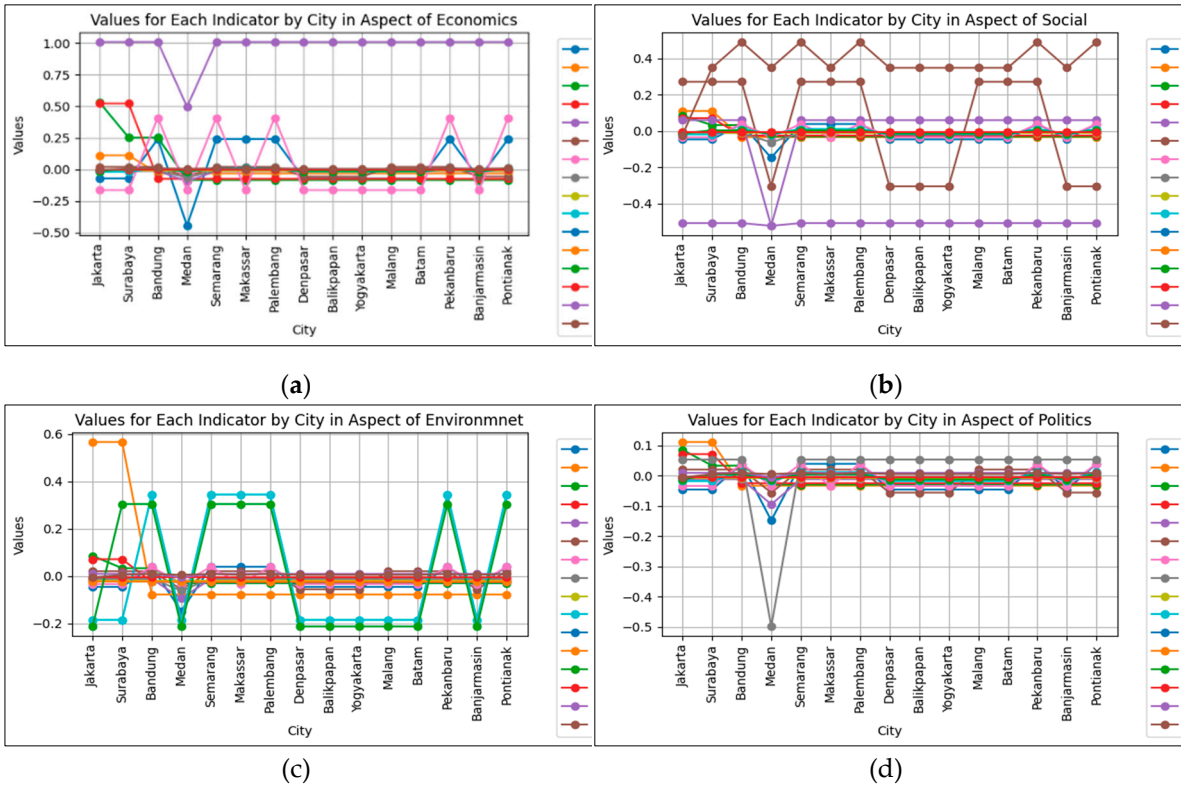 Values for Each Indicator by City in Aspect of Economics
1.00
0.75
0.50
0.25
0.00
−0.25
−0.50
Values
Jakarta
Surabaya
Bandung
Medan
Semarang
Makassar
Palembang
Denpasar
Balikpapan
Yogyakarta
Malang
Batam
Pekanbaru
Banjarmasin
Pontianak
City
(a)
Values for Each Indicator by City in Aspect of Social
0.4
0.2
0.0
−0.2
−0.4
Values
Jakarta
Surabaya
Bandung
Medan
Semarang
Makassar
Palembang
Denpasar
Balikpapan
Yogyakarta
Malang
Batam
Pekanbaru
Banjarmasin
Pontianak
City
(b)
Values for Each Indicator by City in Aspect of Environmnet
0.6
0.4
0.2
0.0
−0.2
Values
Jakarta
Surabaya
Bandung
Medan
Semarang
Makassar
Palembang
Denpasar
Balikpapan
Yogyakarta
Malang
Batam
Pekanbaru
Banjarmasin
Pontianak
City
(c)
Values for Each Indicator by City in Aspect of Politics
0.1
0.0
−0.1
−0.2
−0.3
−0.4
−0.5
Values
Jakarta
Surabaya
Bandung
Medan
Semarang
Makassar
Palembang
Denpasar
Balikpapan
Yogyakarta
Malang
Batam
Pekanbaru
Banjarmasin
Pontianak
City
(d)